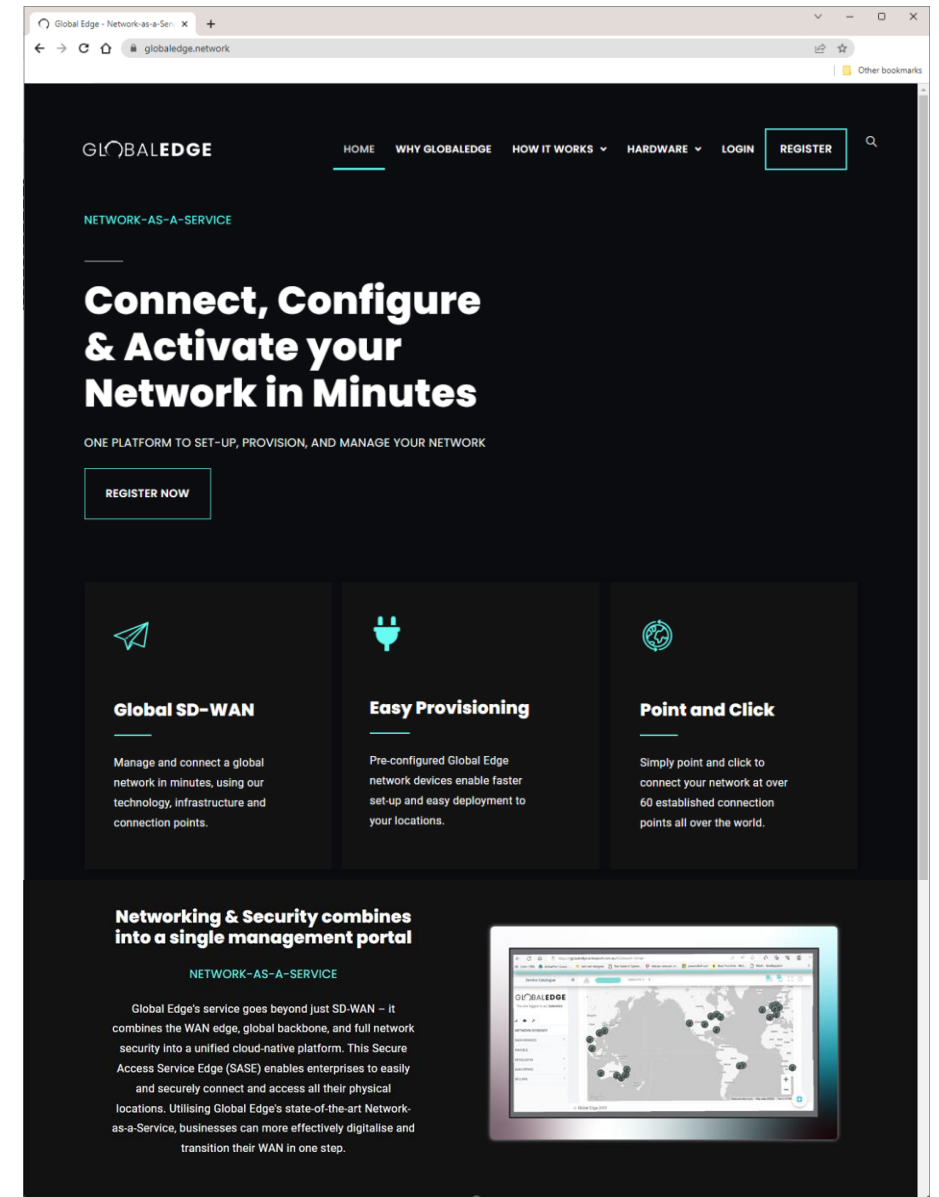 Global Edge - Network-as-a-Ser
globaledge.network
Other bookmarks
GLOBALEDGE
HOME WHY GLOBALEDGE HOW IT WORKS HARDWARE LOGIN REGISTER
NETWORK-AS-A-SERVICE
Connect, Configure
& Activate your
Network in Minutes
ONE PLATFORM TO SET-UP, PROVISION, AND MANAGE YOUR NETWORK
REGISTER NOW
Global SD-WAN
Manage and connect a global
network in minutes, using our
technology, infrastructure and
connection points.
Easy Provisioning
Pre-configured Global Edge
network devices enable faster
set-up and easy deployment to
your locations.
Point and Click
Simply point and click to
connect your network at over
60 established connection
points all over the world.
Networking & Security combines
into a single management portal
NETWORK-AS-A-SERVICE
Global Edge's service goes beyond just SD-WAN – it
combines the WAN edge, global backbone, and full network
security into a unified cloud-native platform. This Secure
Access Service Edge (SASE) enables enterprises to easily
and securely connect and access all their physical
locations. Utilising Global Edge's state-of-the-art Network-
as-a-Service, businesses can more effectively digitalise and
transition their WAN in one step.
Service Catalogue
GLOBALEDGE